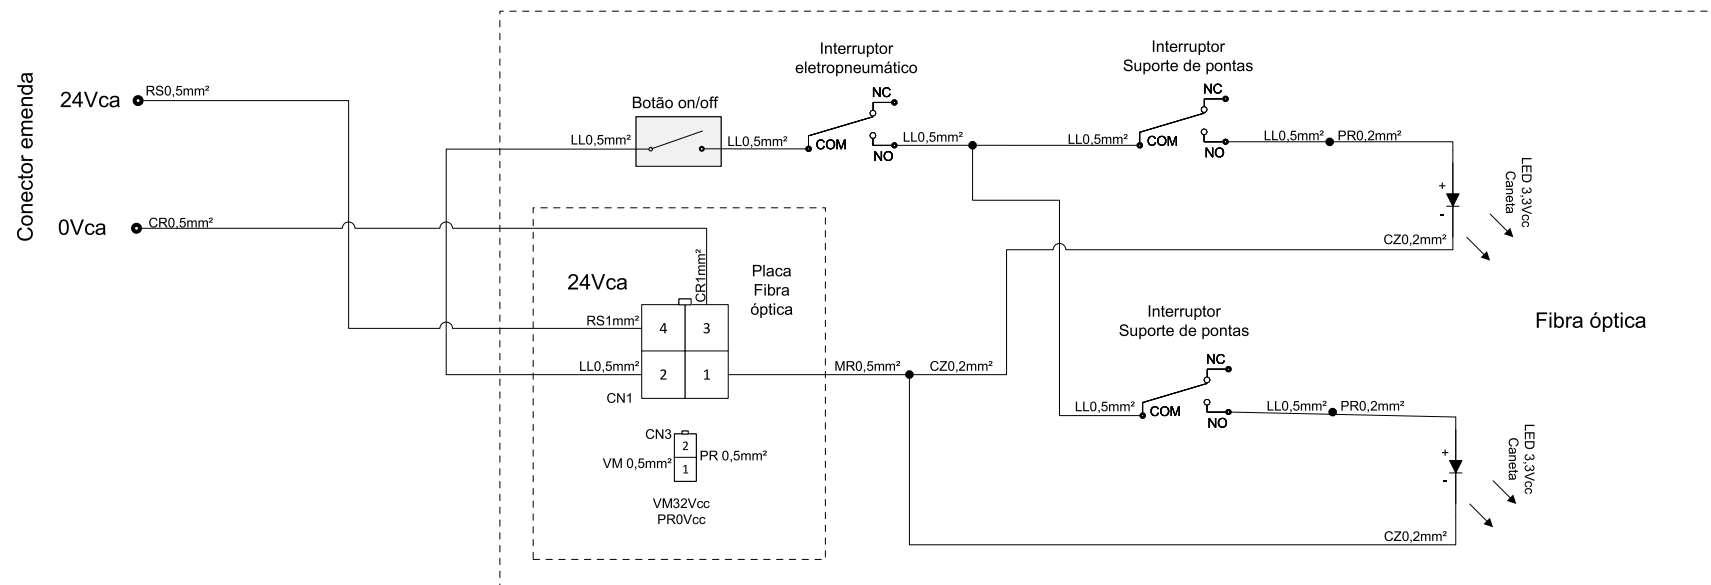 Conector emenda
24Vca
RS0,5mm²
0Vca
CR0,5mm²
Botão on/off
LL0,5mm²
LL0,5mm²
Interruptor
eletropneumático
NC
COM
NO
LL0,5mm²
LL0,5mm²
Interruptor
Suporte de pontas
NC
COM
NO
LL0,5mm²
PR0,2mm²
+
-
LED 3,3Vcc
Caneta
CZ0,2mm²
24Vca
CR1mm²
Placa
Fibra
óptica
RS1mm²
4
3
LL0,5mm²
2
1
CN1
MR0,5mm²
CZ0,2mm²
CN3
2
VM 0,5mm²
1
PR 0,5mm²
VM32Vcc
PR0Vcc
Interruptor
Suporte de pontas
NC
LL0,5mm²
COM
NO
LL0,5mm²
PR0,2mm²
+
-
LED 3,3Vcc
Caneta
CZ0,2mm²
Fibra óptica